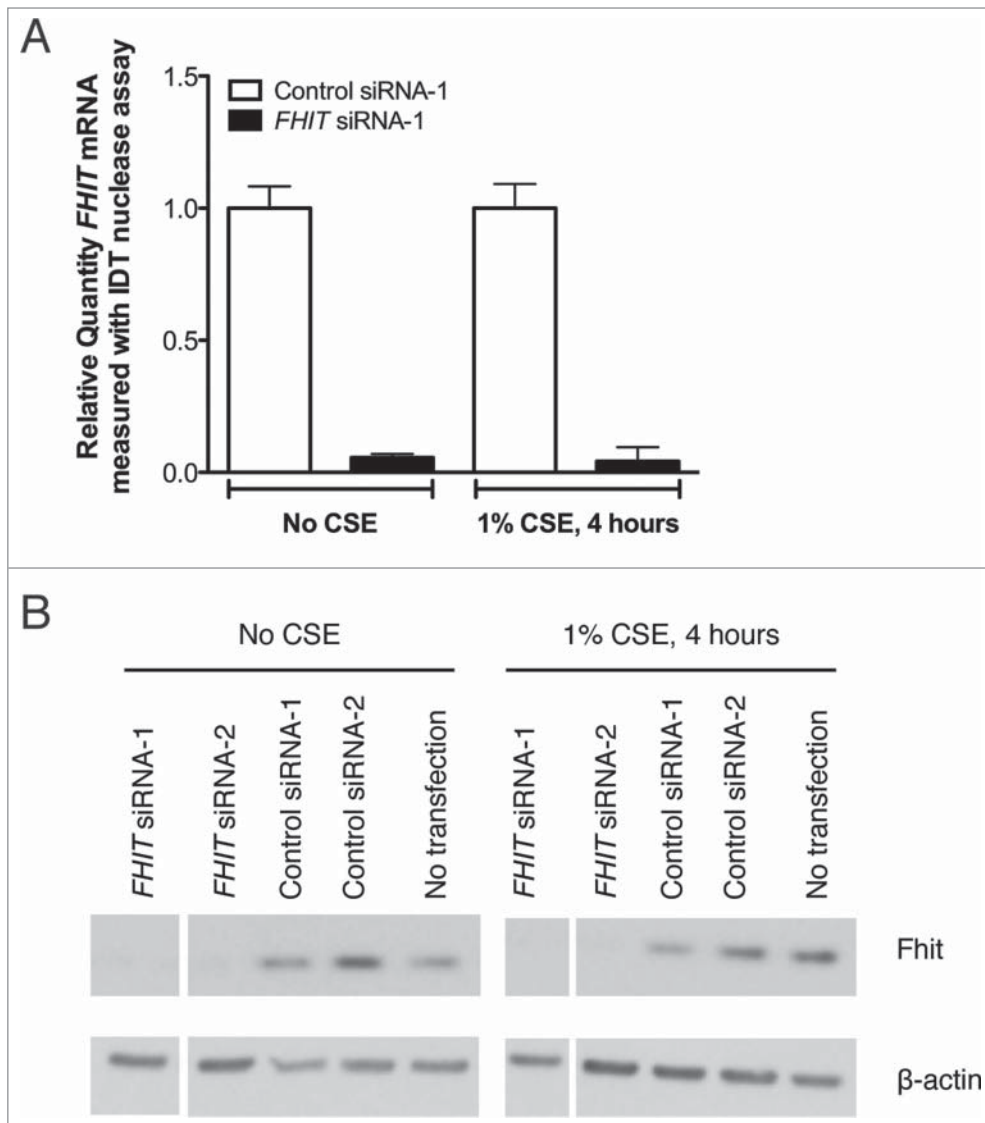 A
Relative Quantity FHIT mRNA
measured with IDT nuclease assay
1.5
1.0
0.5
0.0
Control siRNA-1
FHIT siRNA-1
No CSE
1% CSE, 4 hours
B
No CSE
1% CSE, 4 hours
FHIT siRNA-1
FHIT siRNA-2
Control siRNA-1
Control siRNA-2
No transfection
FHIT siRNA-1
FHIT siRNA-2
Control siRNA-1
Control siRNA-2
No transfection
Fhit
β-actin